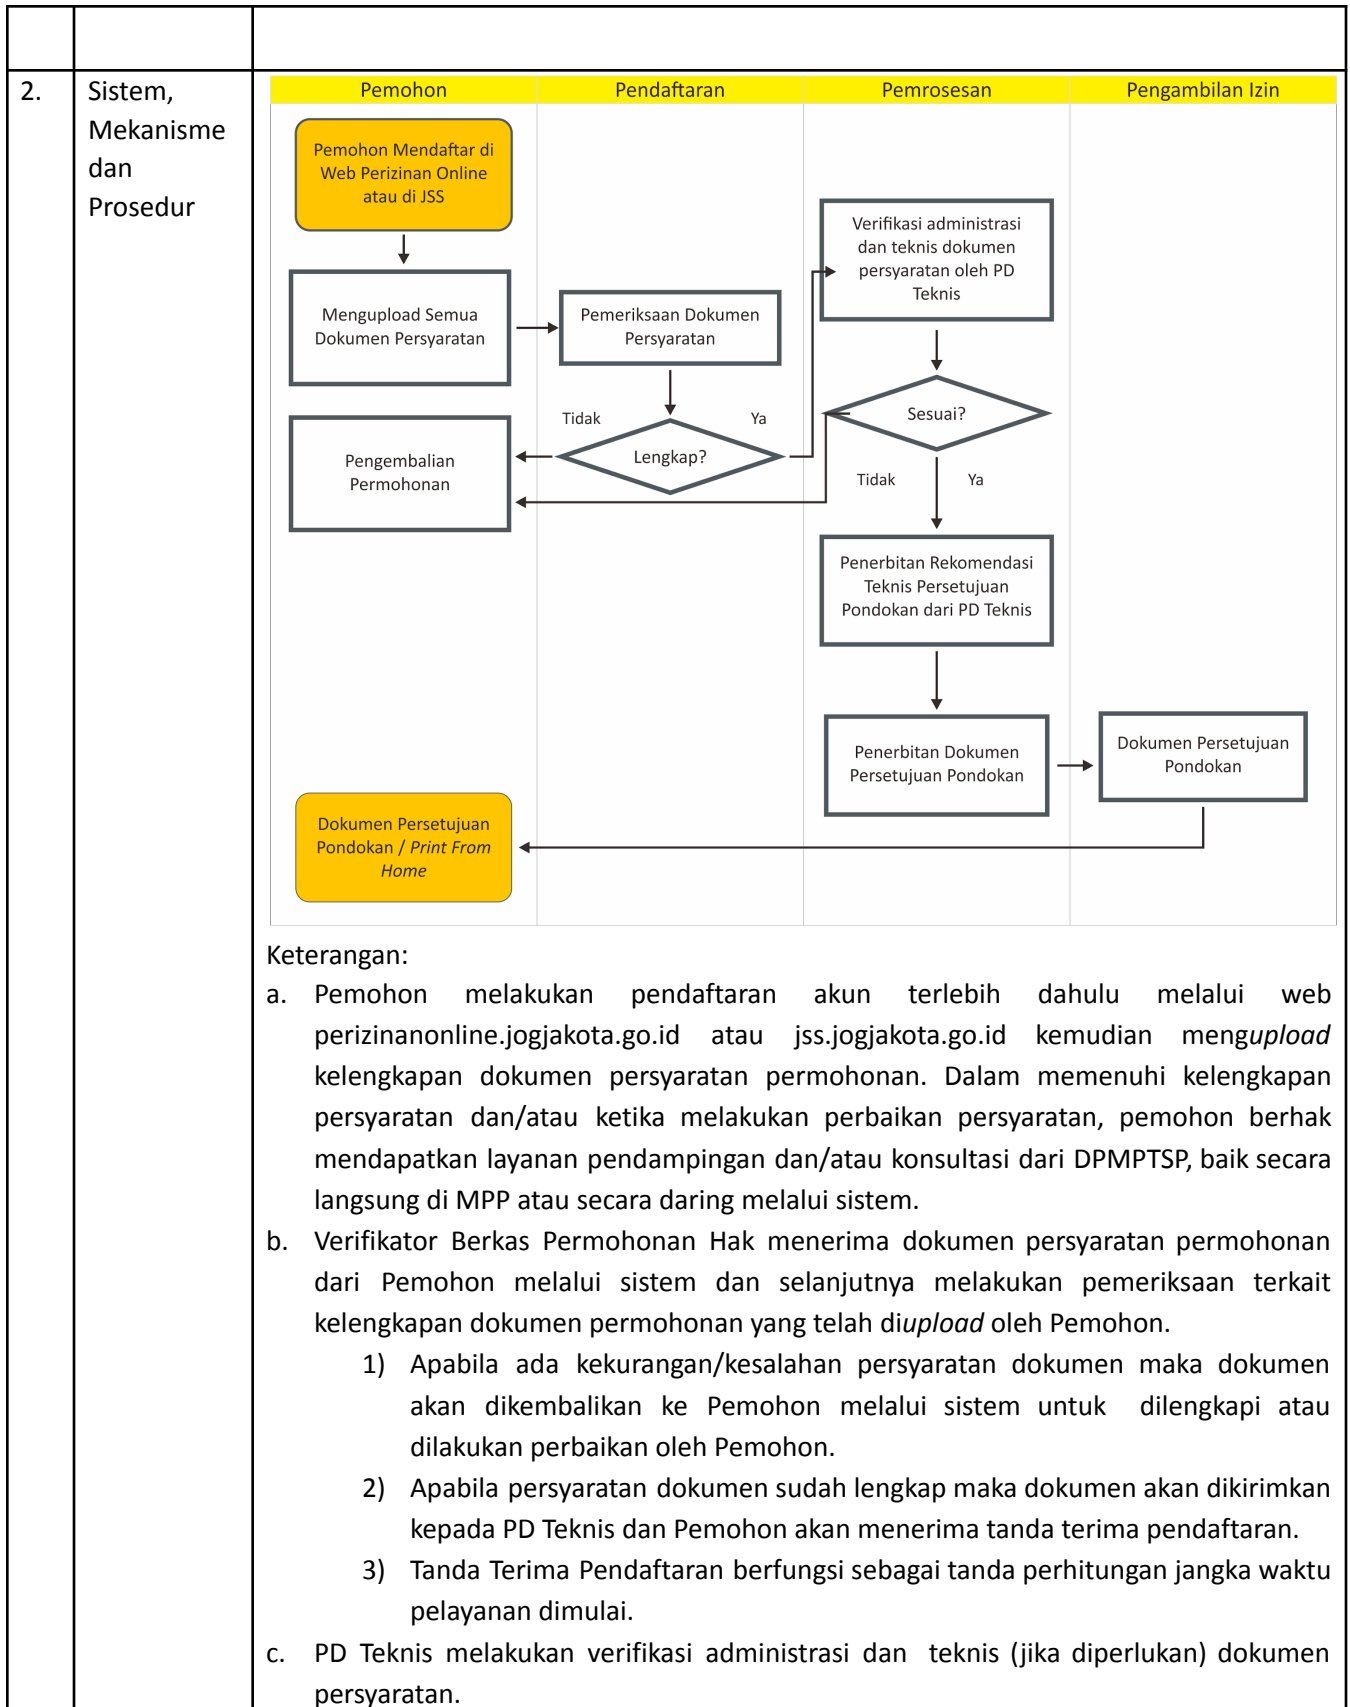 2.
Sistem,
Mekanisme
dan
Prosedur
Pemohon
Pendaftaran
Pemrosesan
Pengambilan Izin
Pemohon Mendaftar di
Web Perizinan Online
atau di JSS
Verifikasi administrasi
dan teknis dokumen
persyaratan oleh PD
Teknis
Mengupload Semua
Dokumen Persyaratan
Pemeriksaan Dokumen
Persyaratan
Tidak
Ya
Lengkap?
Sesuai?
Pengembalian
Permohonan
Tidak
Ya
Penerbitan Rekomendasi
Teknis Persetujuan
Pondokan dari PD Teknis
Penerbitan Dokumen
Persetujuan Pondokan
Dokumen Persetujuan
Pondokan
Dokumen Persetujuan
Pondokan / Print From
Home
Keterangan:
a. Pemohon melakukan pendaftaran akun terlebih dahulu melalui web
perizinanonline.jogjakota.go.id atau jss.jogjakota.go.id kemudian mengupload
kelengkapan dokumen persyaratan permohonan. Dalam memenuhi kelengkapan
persyaratan dan/atau ketika melakukan perbaikan persyaratan, pemohon berhak
mendapatkan layanan pendampingan dan/atau konsultasi dari DPMPTSP, baik secara
langsung di MPP atau secara daring melalui sistem.
b. Verifikator Berkas Permohonan Hak menerima dokumen persyaratan permohonan
dari Pemohon melalui sistem dan selanjutnya melakukan pemeriksaan terkait
kelengkapan dokumen permohonan yang telah diupload oleh Pemohon.
1) Apabila ada kekurangan/kesalahan persyaratan dokumen maka dokumen
akan dikembalikan ke Pemohon melalui sistem untuk dilengkapi atau
dilakukan perbaikan oleh Pemohon.
2) Apabila persyaratan dokumen sudah lengkap maka dokumen akan dikirimkan
kepada PD Teknis dan Pemohon akan menerima tanda terima pendaftaran.
3) Tanda Terima Pendaftaran berfungsi sebagai tanda perhitungan jangka waktu
pelayanan dimulai.
c. PD Teknis melakukan verifikasi administrasi dan teknis (jika diperlukan) dokumen
persyaratan.